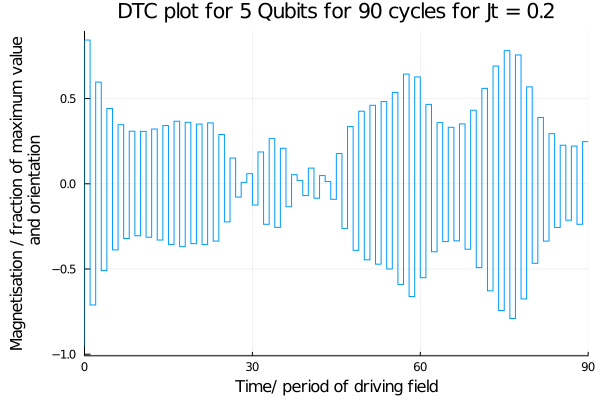 DTC plot for 5 Qubits for 90 cycles for Jt = 0.2
Magnetisation / fraction of maximum value
and orientation
0.5
0.0
−0.5
−1.0
0
30
60
90
Time/ period of driving field